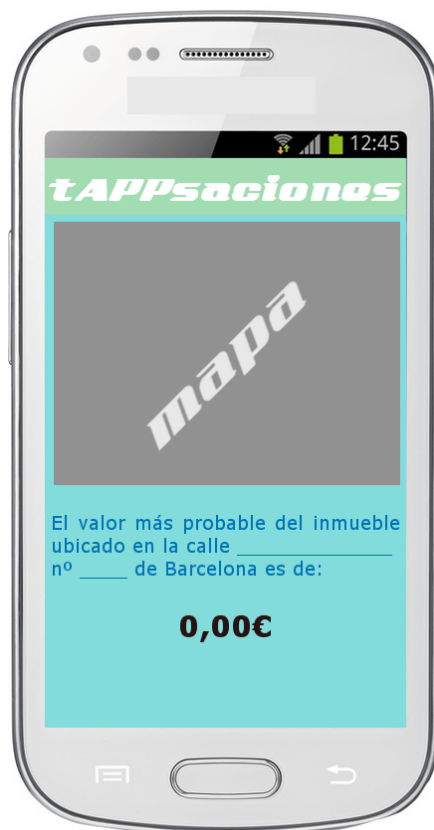 12:45
tAPPsaciones
mapa
El valor más probable del inmueble
ubicado en la calle _______________
nº _____ de Barcelona es de:
0,00€